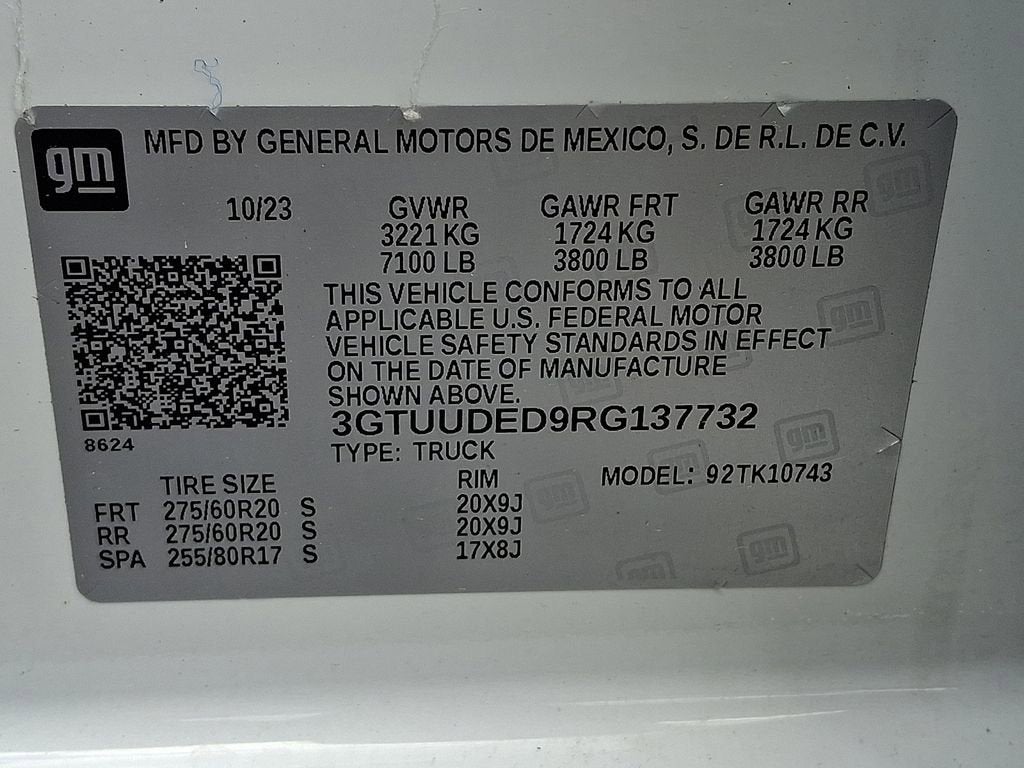 gm
MFD BY GENERAL MOTORS DE MEXICO, S. DE R.L. DE C.V.
10/23 GVWR GAWR FRT GAWR RR
3221 KG 1724 KG 1724 KG
7100 LB 3800 LB 3800 LB
THIS VEHICLE CONFORMS TO ALL
APPLICABLE U.S. FEDERAL MOTOR
VEHICLE SAFETY STANDARDS IN EFFECT
ON THE DATE OF MANUFACTURE
SHOWN ABOVE.
3GTUUDED9RG137732
8624
TYPE: TRUCK
TIRE SIZE RIM MODEL: 92TK10743
FRT 275/60R20 S 20X9J
RR 275/60R20 S 20X9J
SPA 255/80R17 S 17X8J